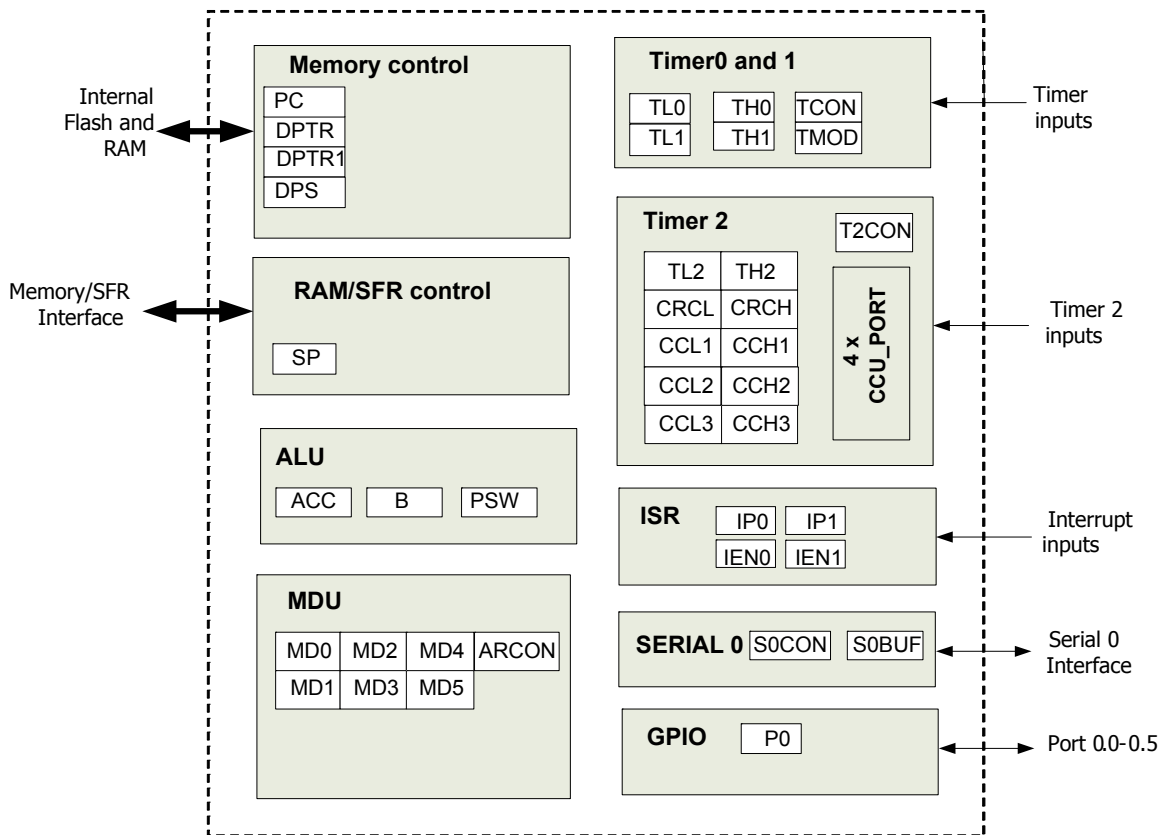 Internal
Flash and
RAM
Memory control
PC
DPTR
DPTR1
DPS
Memory/SFR
Interface
RAM/SFR control
SP
ALU
ACC B PSW
MDU
MD0 MD2 MD4 ARCON
MD1 MD3 MD5
Timer0 and 1
TL0 TH0 TCON
TL1 TH1 TMOD
Timer
inputs
Timer 2
T2CON
TL2 TH2
CRCL CRCH
CCL1 CCH1
CCL2 CCH2
CCL3 CCH3
4 x
CCU_PORT
Timer 2
inputs
ISR
IP0 IP1
IEN0 IEN1
Interrupt
inputs
SERIAL 0 S0CON S0BUF
Serial 0
Interface
GPIO P0
Port 0.0-0.5